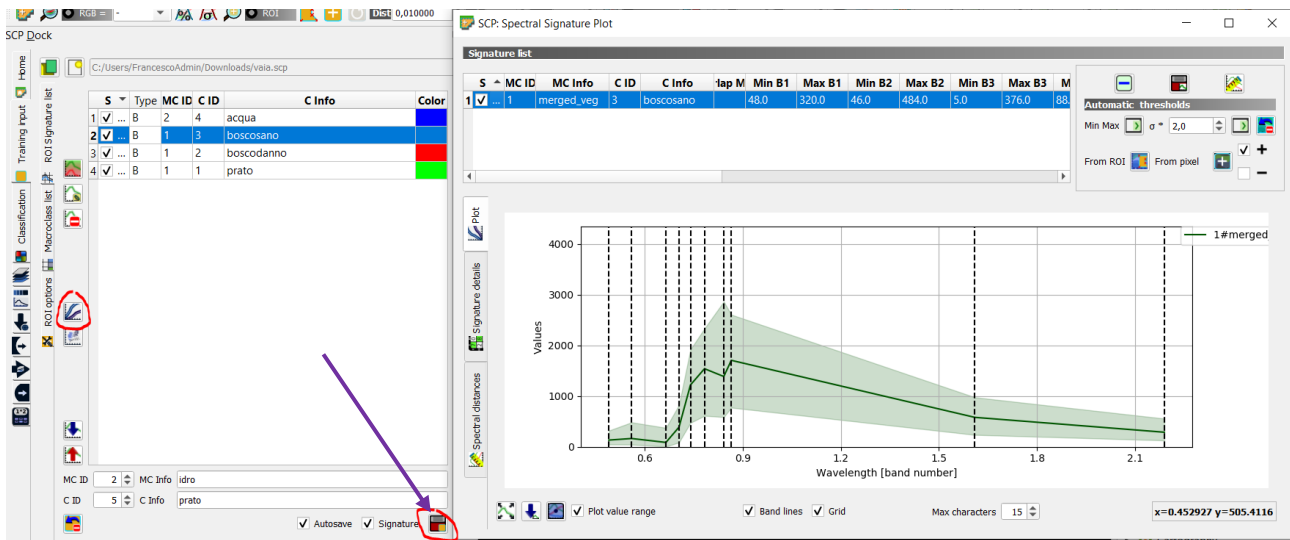 RGB = -
ROI
Dist 0,010000
SCP Dock
C:/Users/FrancescoAdmin/Downloads/vaia.scp
Home
Training input
Classification
ROI Signature list
Macroclass list
ROI options
S Type MC ID C ID C Info Color
1 ... B 2 4 acqua
2 ... B 1 3 boscosano
3 ... B 1 2 boscodanno
4 ... B 1 1 prato
MC ID 2 MC Info idro
C ID 5 C Info prato
Autosave Signature
SCP: Spectral Signature Plot
Signature list
S MC ID MC Info C ID C Info lap M Min B1 Max B1 Min B2 Max B2 Min B3 Max B3 M
1 ... 1 merged_veg 3 boscosano 48.0 320.0 46.0 484.0 5.0 376.0 88.
Automatic thresholds
Min Max σ * 2,0
From ROI From pixel + −
Plot
Signature details
Spectral distances
1#merged
4000
3000
2000
1000
0
Values
0.6 0.9 1.2 1.5 1.8 2.1
Wavelength [band number]
Plot value range Band lines Grid Max characters 15 x=0.452927 y=505.4116